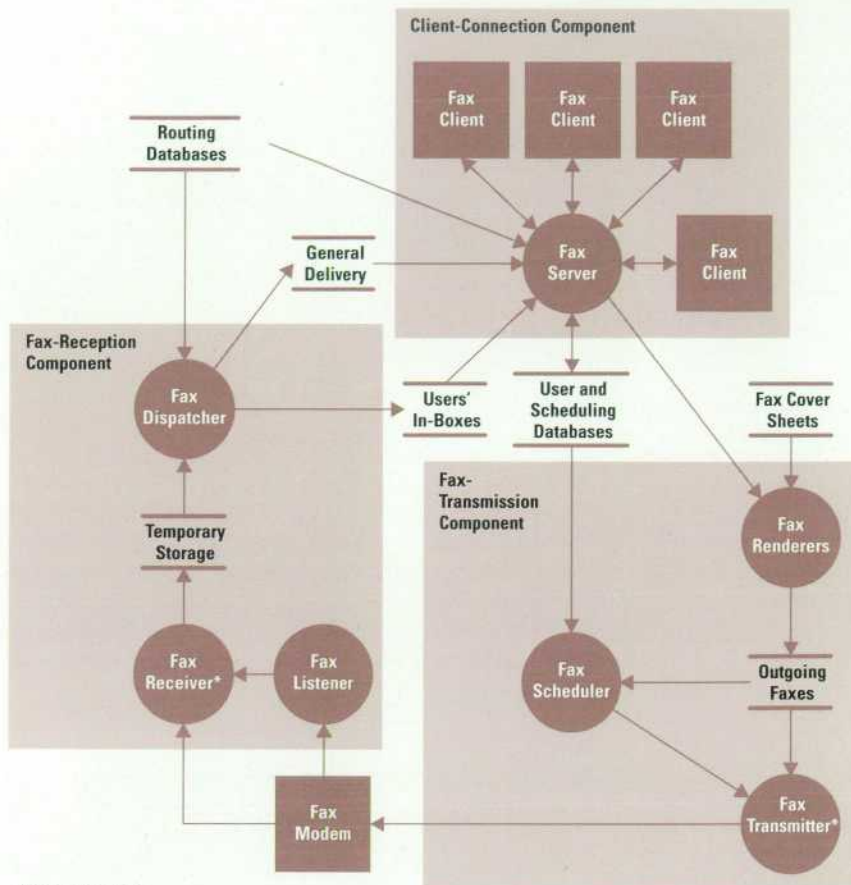 Client-Connection Component
Fax
Client
Fax
Client
Fax
Client
Routing
Databases
General
Delivery
Fax
Server
Fax
Client
Fax-Reception
Component
Fax
Dispatcher
Users'
In-Boxes
User and
Scheduling
Databases
Fax Cover
Sheets
Fax-
Transmission
Component
Fax
Renderers
Temporary
Storage
Fax
Receiver*
Fax
Listener
Fax
Scheduler
Outgoing
Faxes
Fax
Modem
Fax
Transmitter*